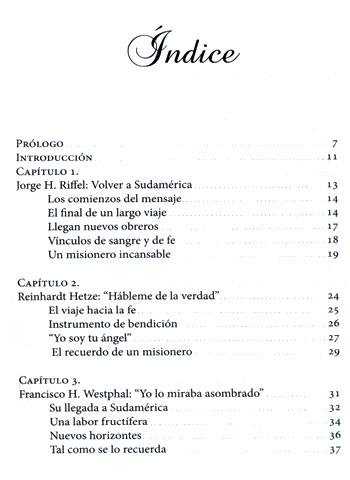 Índice
PRÓLOGO 7
INTRODUCCIÓN 11
CAPÍTULO 1.
Jorge H. Riffel: Volver a Sudamérica 13
Los comienzos del mensaje 14
El final de un largo viaje 14
Llegan nuevos obreros 17
Vínculos de sangre y de fe 18
Un misionero incansable 19
CAPÍTULO 2.
Reinhardt Hetze: “Hábleme de la verdad” 24
El viaje hacia la fe 25
Instrumento de bendición 26
“Yo soy tu ángel” 27
El recuerdo de un misionero 29
CAPÍTULO 3.
Francisco H. Westphal: “Yo lo miraba asombrado” 31
Su llegada a Sudamérica 32
Una labor fructífera 34
Nuevos horizontes 36
Tal como se lo recuerda 37